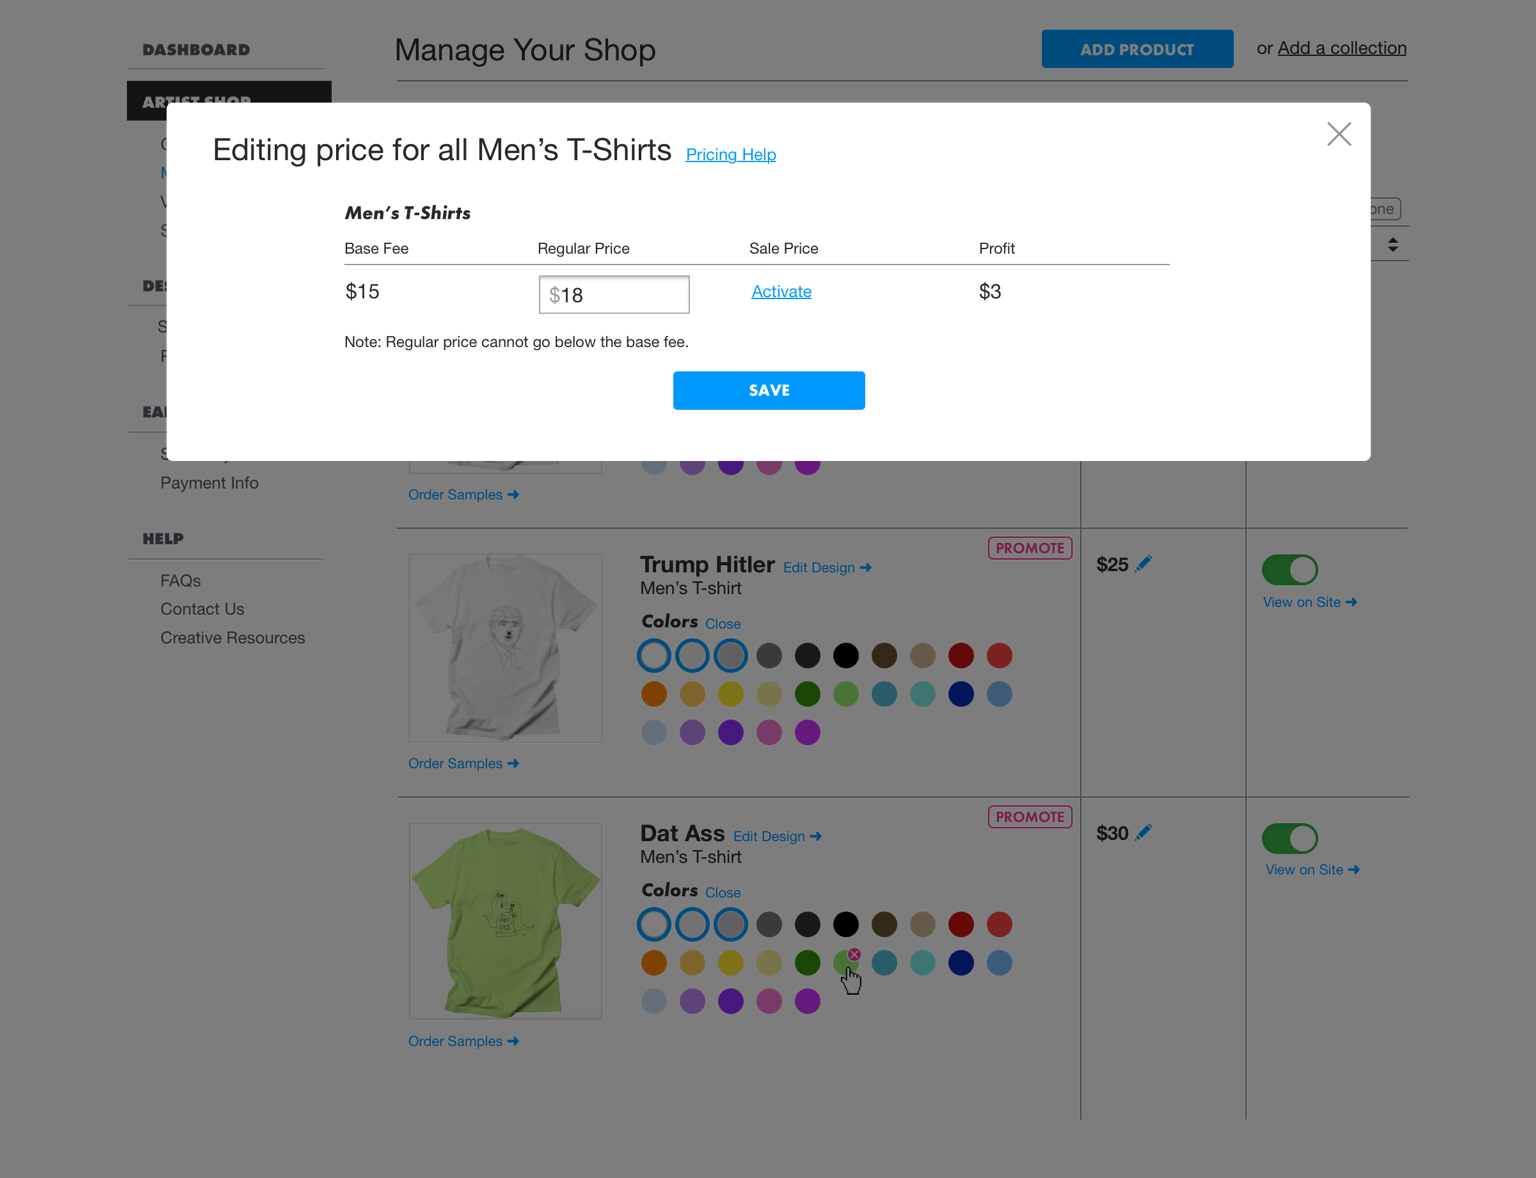 DASHBOARD
Manage Your Shop
ADD PRODUCT
or Add a collection
ARTIST SHOP
Editing price for all Men's T-Shirts Pricing Help
Men's T-Shirts
Base Fee Regular Price Sale Price Profit
$15 $18 Activate $3
Note: Regular price cannot go below the base fee.
SAVE
Payment Info
HELP
FAQs
Contact Us
Creative Resources
Order Samples ➜
PROMOTE
Trump Hitler Edit Design ➜
Men's T-shirt
Colors Close
$25
View on Site ➜
Order Samples ➜
PROMOTE
Dat Ass Edit Design ➜
Men's T-shirt
Colors Close
$30
View on Site ➜
Order Samples ➜